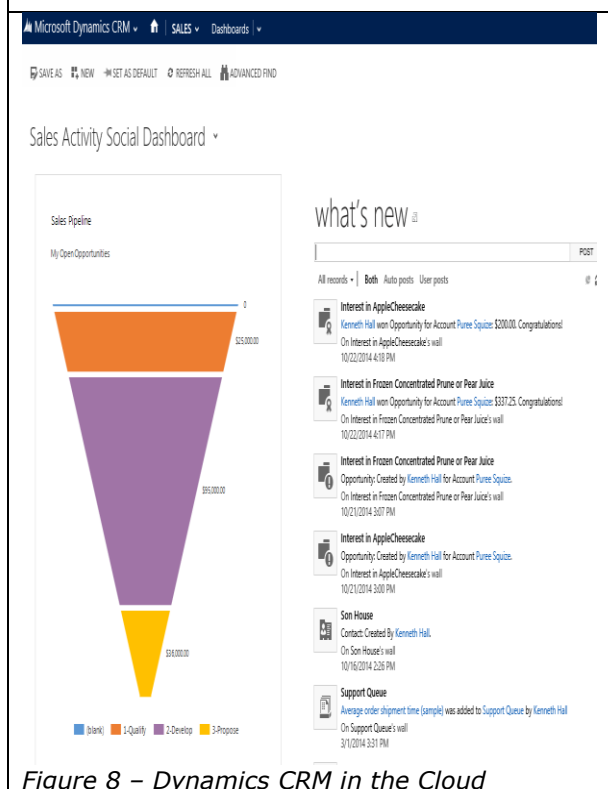 Microsoft Dynamics CRM SALES Dashboards
SAVE AS NEW SET AS DEFAULT REFRESH ALL ADVANCED FIND
Sales Activity Social Dashboard
Sales Pipeline
My Open Opportunities
0
$25,000.00
$95,000.00
$36,000.00
(blank) 1-Qualify 2-Develop 3-Propose
what's new
POST
All records Both Auto posts User posts
Interest in AppleCheesecake
Kenneth Hall won Opportunity for Account Puree Squize: $200.00. Congratulations!
On Interest in AppleCheesecake's wall
10/22/2014 4:18 PM
Interest in Frozen Concentrated Prune or Pear Juice
Kenneth Hall won Opportunity for Account Puree Squize: $337.25. Congratulations!
On Interest in Frozen Concentrated Prune or Pear Juice's wall
10/22/2014 4:17 PM
Interest in Frozen Concentrated Prune or Pear Juice
Opportunity: Created by Kenneth Hall for Account Puree Squize.
On Interest in Frozen Concentrated Prune or Pear Juice's wall
10/21/2014 3:07 PM
Interest in AppleCheesecake
Opportunity: Created by Kenneth Hall for Account Puree Squize.
On Interest in AppleCheesecake's wall
10/21/2014 3:00 PM
Son House
Contact: Created By Kenneth Hall.
On Son House's wall
10/16/2014 2:26 PM
Support Queue
Average order shipment time (sample) was added to Support Queue by Kenneth Hall
On Support Queue's wall
3/1/2014 3:31 PM
Figure 8 – Dynamics CRM in the Cloud